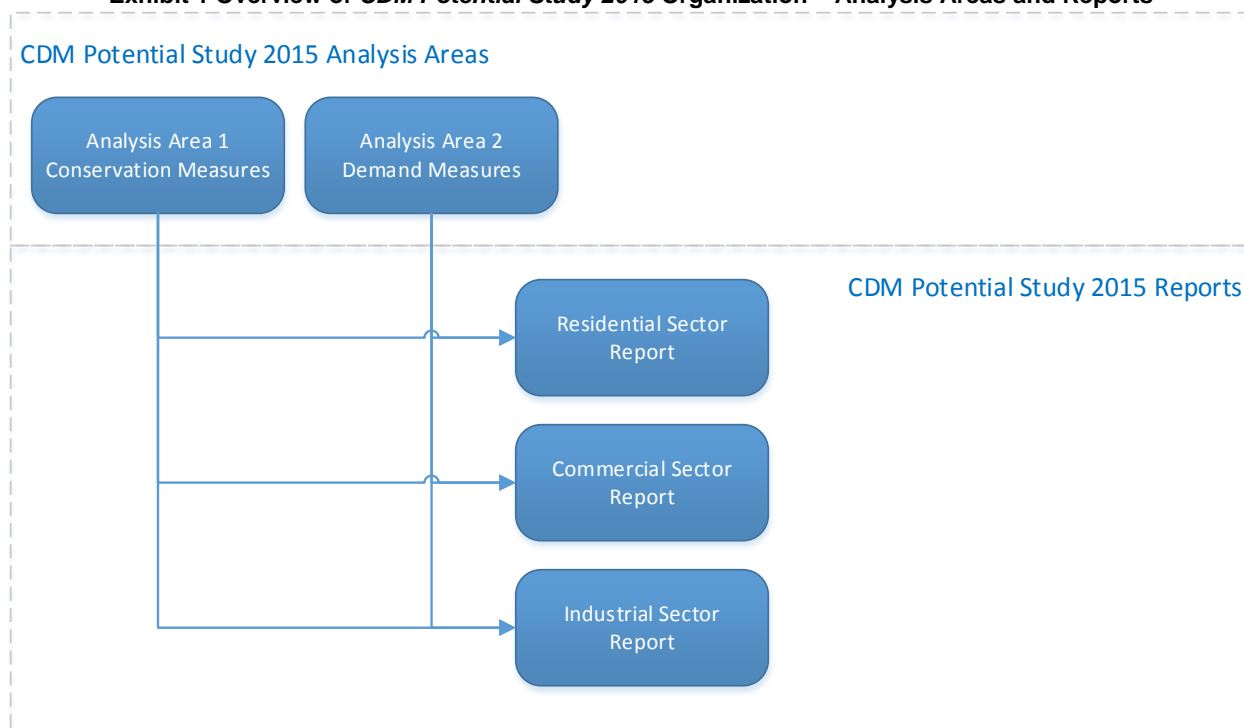 Exhibit 1 Overview of CDM Potential Study 2015 Organization – Analysis Areas and Reports
CDM Potential Study 2015 Analysis Areas
Analysis Area 1
Conservation Measures
Analysis Area 2
Demand Measures
CDM Potential Study 2015 Reports
Residential Sector
Report
Commercial Sector
Report
Industrial Sector
Report